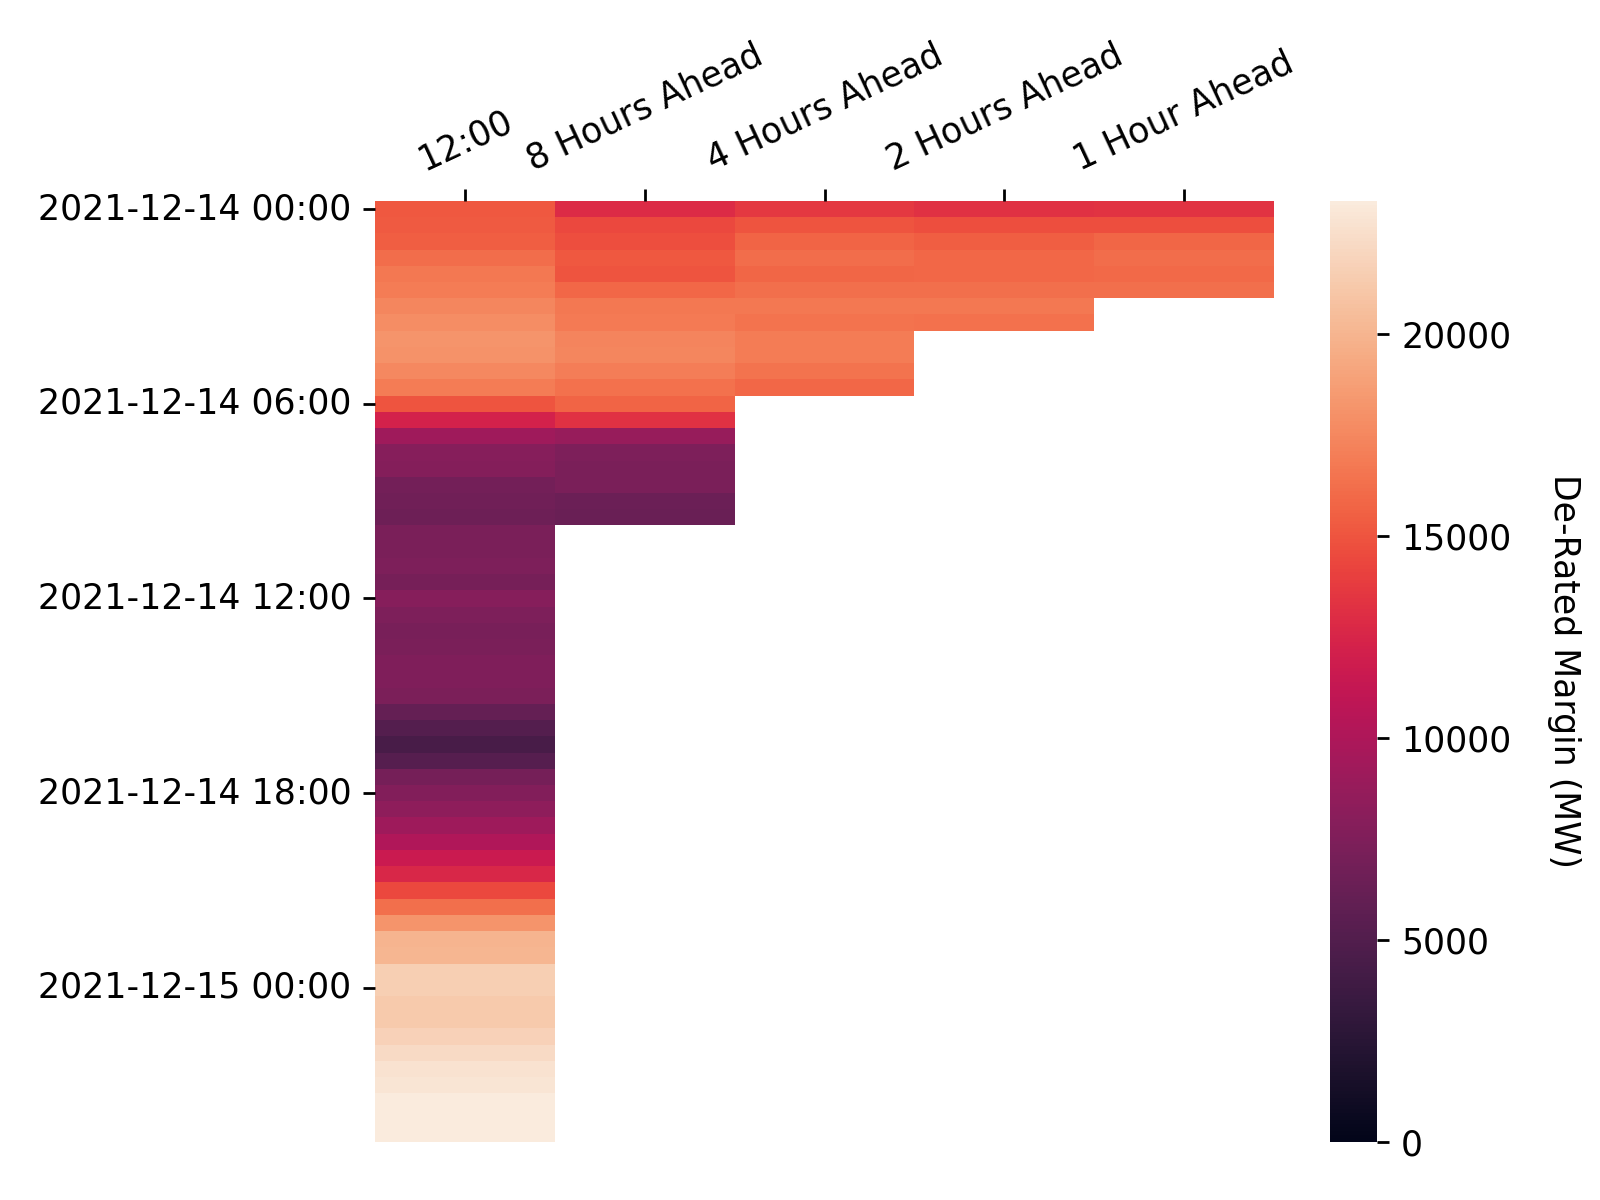 12:00
8 Hours Ahead
4 Hours Ahead
2 Hours Ahead
1 Hour Ahead
2021-12-14 00:00
2021-12-14 06:00
2021-12-14 12:00
2021-12-14 18:00
2021-12-15 00:00
20000
15000
10000
5000
0
De-Rated Margin (MW)